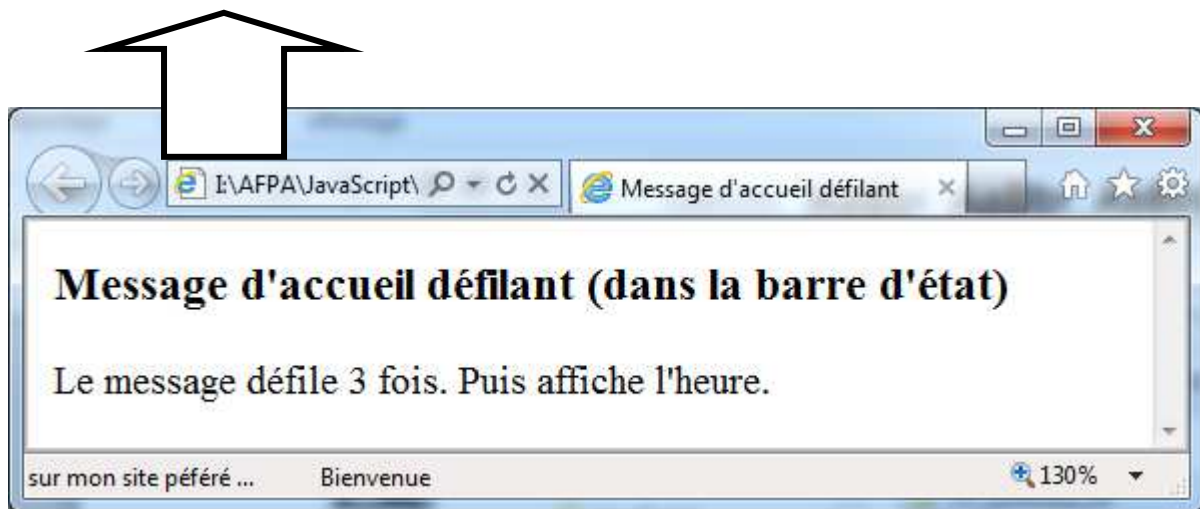 I:\AFPA\JavaScript\ Message d'accueil défilant
Message d'accueil défilant (dans la barre d'état)
Le message défile 3 fois. Puis affiche l'heure.
sur mon site péféré ... Bienvenue 130%